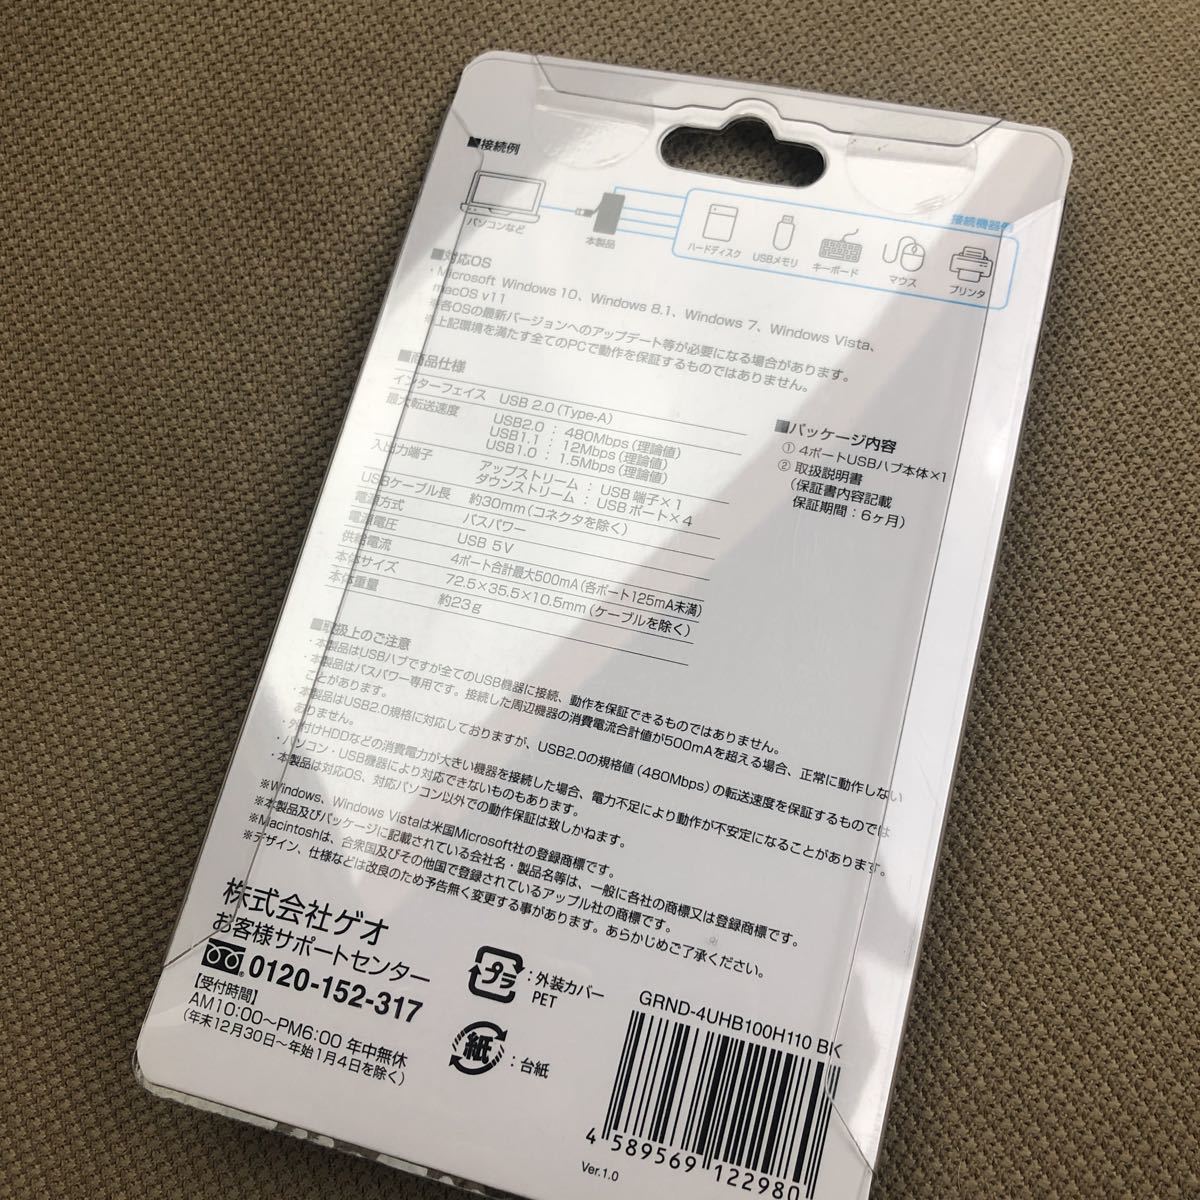 ■接続例
接続機器例
パソコンなど
本製品
ハードディスク
USBメモリ
キーボード
マウス
プリンタ
■対応OS
・Microsoft Windows 10、Windows 8.1、Windows 7、Windows Vista、
macOS v11
※各OSの最新バージョンへのアップデート等が必要になる場合があります。
※上記環境を満たす全てのPCで動作を保証するものではありません。
■商品仕様
インターフェイス USB 2.0 (Type-A)
最大転送速度 USB2.0 : 480Mbps (理論値)
USB1.1 : 12Mbps (理論値)
USB1.0 : 1.5Mbps (理論値)
入出力端子 アップストリーム : USB 端子×1
ダウンストリーム : USB ポート×4
USBケーブル長 約30mm (コネクタを除く)
電源方式 バスパワー
電源電圧 USB 5V
供給電流 4ポート合計最大500mA (各ポート125mA未満)
本体サイズ 72.5×35.5×10.5mm (ケーブルを除く)
本体重量 約23g
■パッケージ内容
① 4ポートUSBハブ本体×1
② 取扱説明書
(保証書内容記載
保証期間：6ヶ月)
■取扱上のご注意
・本製品はUSBハブですが全てのUSB機器に接続、動作を保証できるものではありません。
・本製品はバスパワー専用です。接続した周辺機器の消費電流合計値が500mAを超える場合、正常に動作しない
ことがあります。
・本製品はUSB2.0規格に対応しておりますが、USB2.0の規格値 (480Mbps) の転送速度を保証するものでは
ありません。
・外付けHDDなどの消費電力が大きい機器を接続した場合、電力不足により動作が不安定になることがあります。
・パソコン・USB機器により対応できないものもあります。
・本製品は対応OS、対応パソコン以外での動作保証は致しかねます。
※Windows、Windows Vistaは米国Microsoft社の登録商標です。
※本製品及びパッケージに記載されている会社名・製品名等は、一般に各社の商標又は登録商標です。
※Macintoshは、合衆国及びその他国で登録されているアップル社の商標です。
※デザイン、仕様などは改良のため予告無く変更する事があります。あらかじめご了承ください。
株式会社ゲオ
お客様サポートセンター
0120-152-317
【受付時間】
AM10:00～PM6:00 年中無休
(年末12月30日～年始1月4日を除く)
プラ : 外装カバー
PET
紙 : 台紙
GRND-4UHB100H110 BK
4 589569 122980
Ver.1.0